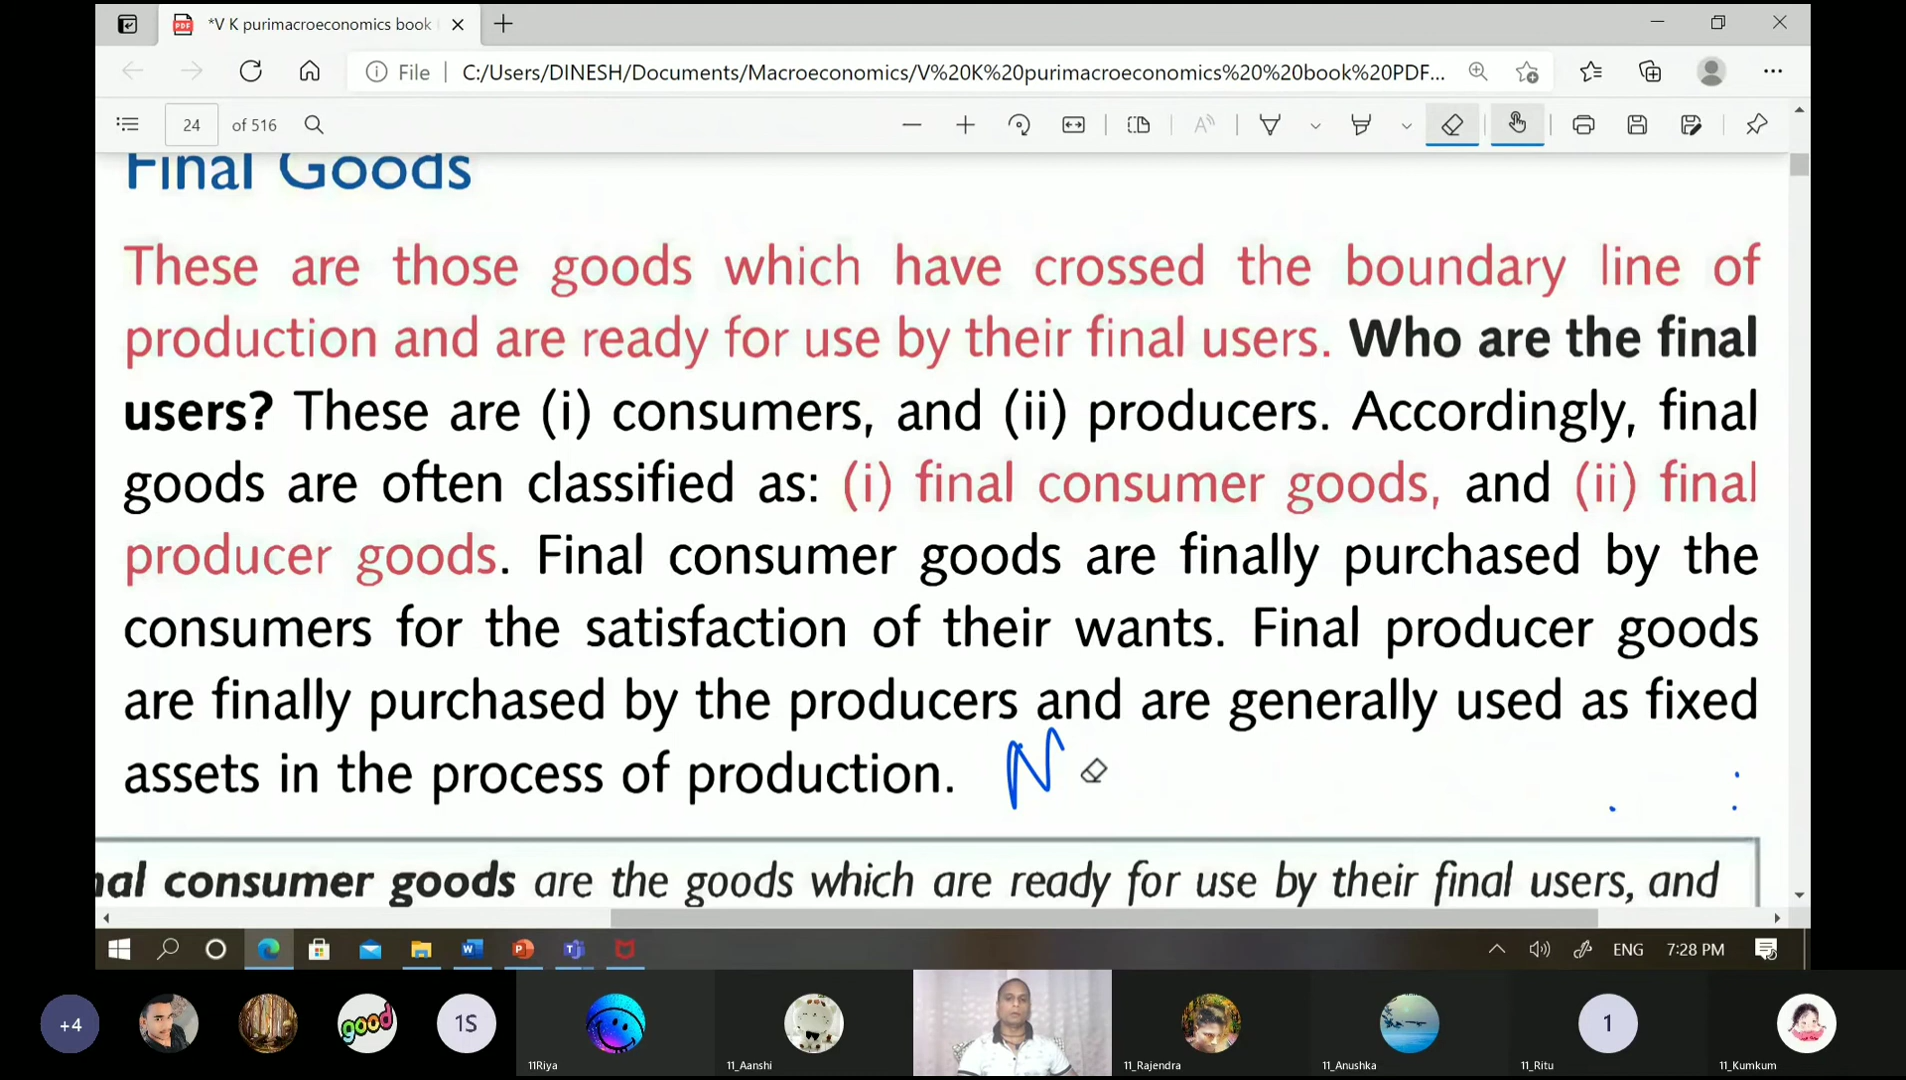 *V K purimacroeconomics book
File
C:/Users/DINESH/Documents/Macroeconomics/V%20K%20purimacroeconomics%20%20book%20PDF...
24 of 516
Final Goods
These are those goods which have crossed the boundary line of
production and are ready for use by their final users. Who are the final
users? These are (i) consumers, and (ii) producers. Accordingly, final
goods are often classified as: (i) final consumer goods, and (ii) final
producer goods. Final consumer goods are finally purchased by the
consumers for the satisfaction of their wants. Final producer goods
are finally purchased by the producers and are generally used as fixed
assets in the process of production. N
nal consumer goods are the goods which are ready for use by their final users, and
ENG 7:28 PM
+4 good 1S 1
11Riya 11_Aanshi 11_Rajendra 11_Anushka 11_Ritu 11_Kumkum